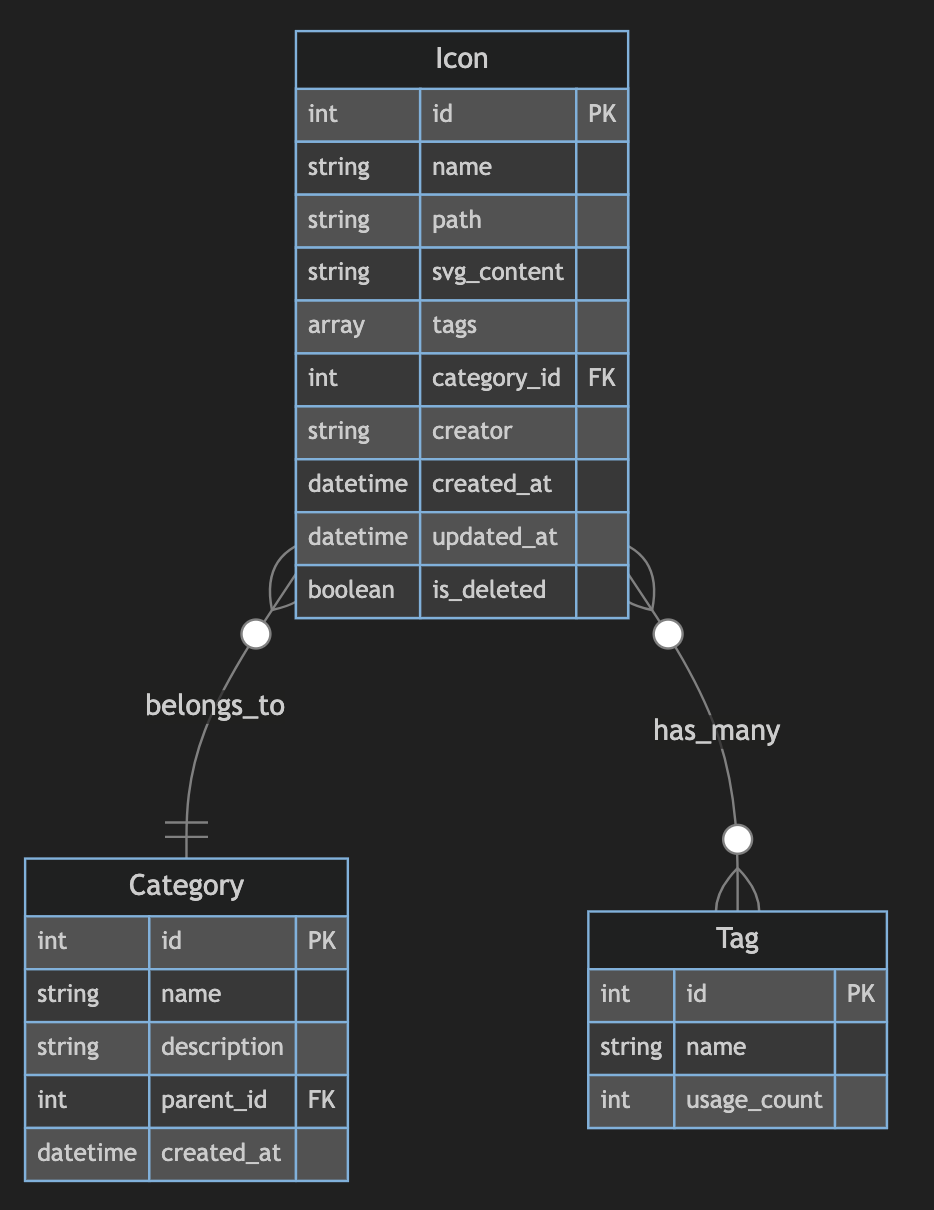 Icon
int id PK
string name
string path
string svg_content
array tags
int category_id FK
string creator
datetime created_at
datetime updated_at
boolean is_deleted
belongs_to
has_many
Category
int id PK
string name
string description
int parent_id FK
datetime created_at
Tag
int id PK
string name
int usage_count